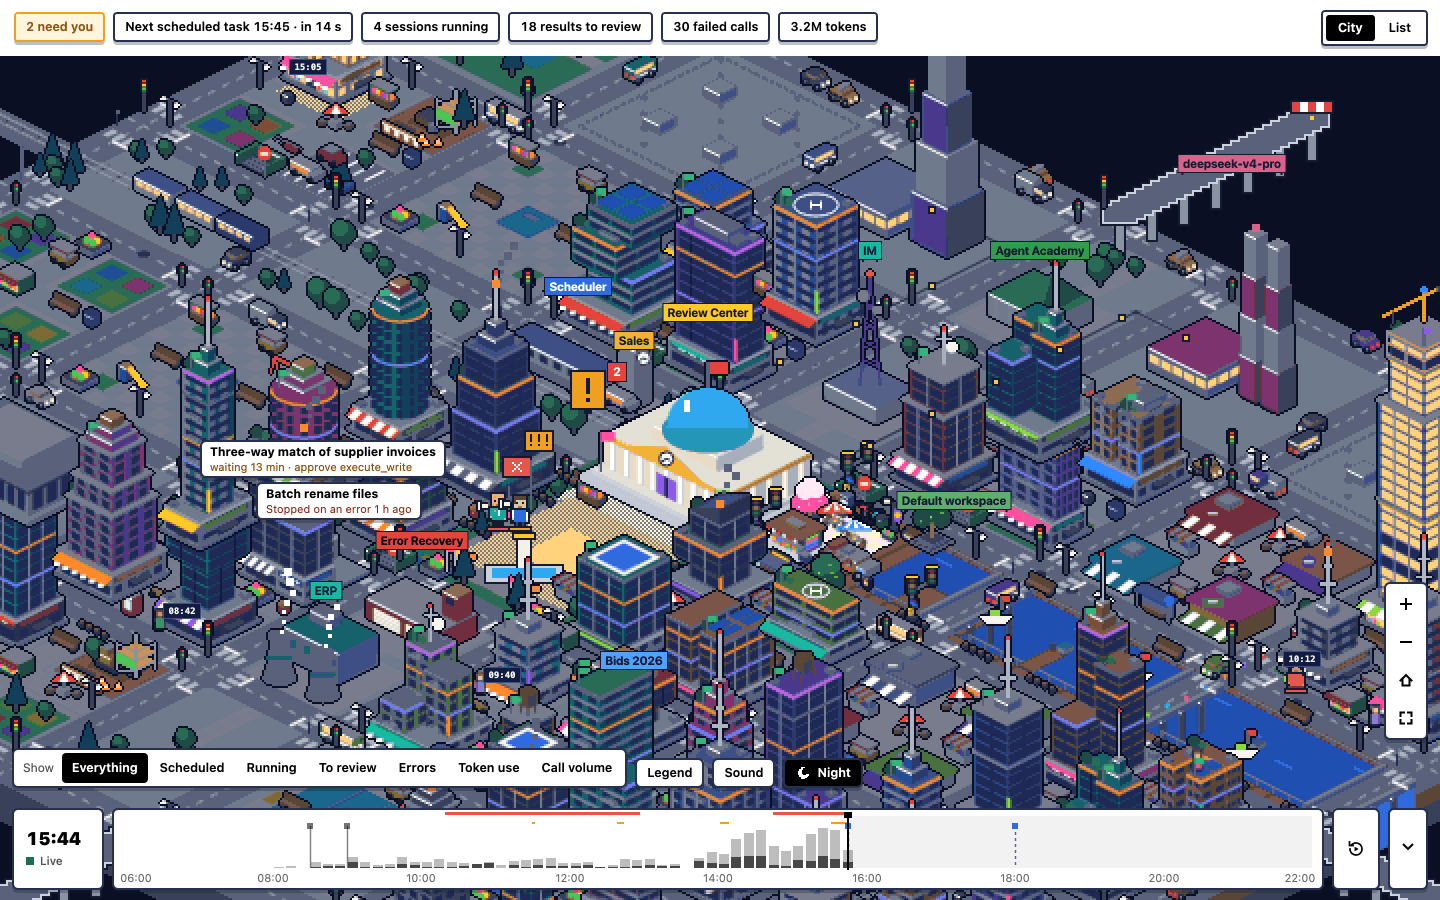 2 need you
Next scheduled task 15:45 · in 14 s
4 sessions running
18 results to review
30 failed calls
3.2M tokens
City
List
15:05
deepseek-v4-pro
IM
Agent Academy
Scheduler
Review Center
Sales
2
!
!!!
Three-way match of supplier invoices
waiting 13 min · approve execute_write
Batch rename files
Stopped on an error 1 h ago
Default workspace
Error Recovery
ERP
08:42
Bids 2026
09:40
10:12
H
H
Show
Everything
Scheduled
Running
To review
Errors
Token use
Call volume
Legend
Sound
Night
15:44
Live
06:00
08:00
10:00
12:00
14:00
16:00
18:00
20:00
22:00